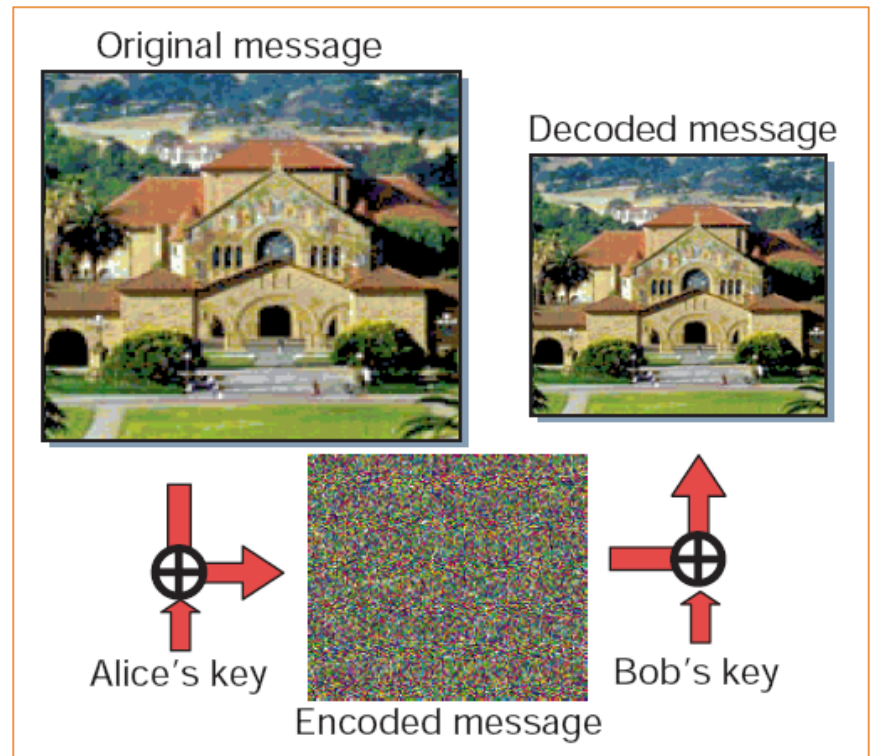 Original message
Decoded message
Alice's key
Bob's key
Encoded message